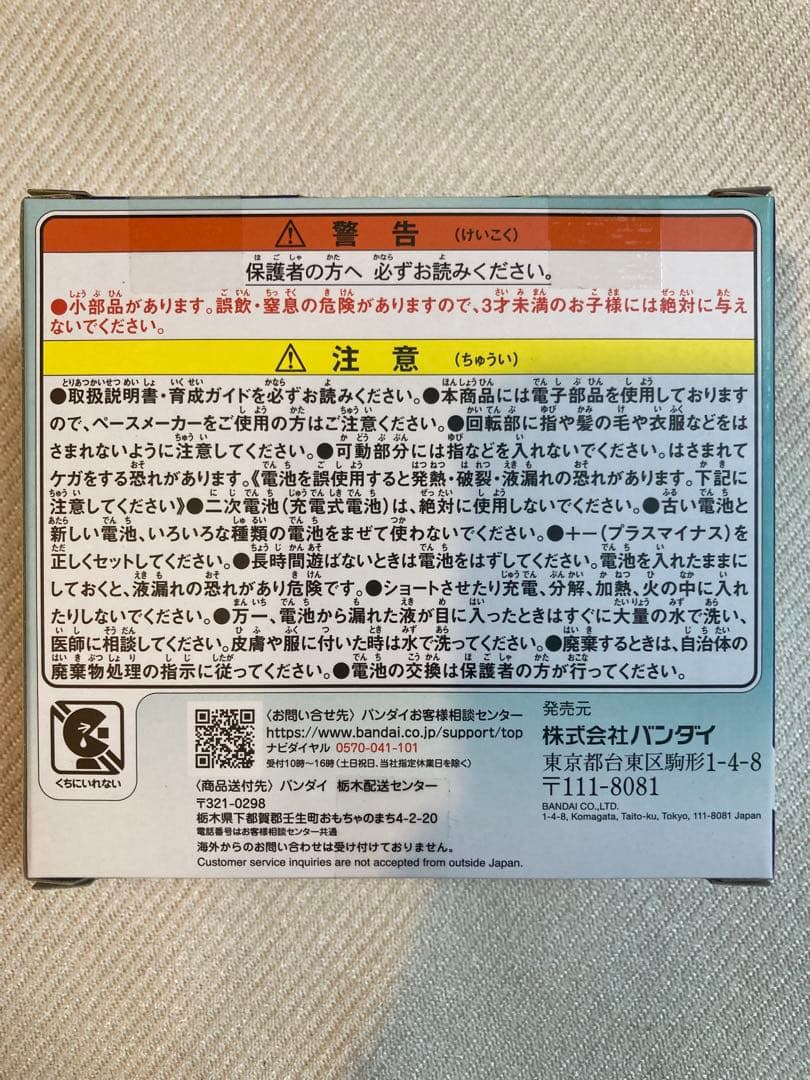 ⚠ 警告 (けいこく)
保護者の方へ 必ずお読みください。
●小部品があります。誤飲・窒息の危険がありますので、3才未満のお子様には絶対に与え
ないでください。
⚠ 注意 (ちゅうい)
●取扱説明書・育成ガイドを必ずお読みください。●本商品には電子部品を使用しております
ので、ペースメーカーをご使用の方はご注意ください。●回転部に指や髪の毛や衣服などをは
さまれないように注意してください。●可動部分には指などを入れないでください。はさまれて
ケガをする恐れがあります。《電池を誤使用すると発熱・破裂・液漏れの恐れがあります。下記に
注意してください》●二次電池(充電式電池)は、絶対に使用しないでください。●古い電池と
新しい電池、いろいろな種類の電池をまぜて使わないでください。●+−(プラスマイナス)を
正しくセットしてください。●長時間遊ばないときは電池をはずしてください。電池を入れたままに
しておくと、液漏れの恐れがあり危険です。●ショートさせたり充電、分解、加熱、火の中に入れ
たりしないでください。●万一、電池から漏れた液が目に入ったときはすぐに大量の水で洗い、
医師に相談してください。皮膚や服に付いた時は水で洗ってください。●廃棄するときは、自治体の
廃棄物処理の指示に従ってください。●電池の交換は保護者の方が行ってください。
くちにいれない
〈お問い合せ先〉バンダイお客様相談センター
https://www.bandai.co.jp/support/top
ナビダイヤル 0570-041-101
受付10時〜16時(土日祝日、当社指定休業日を除く)
〈商品送付先〉バンダイ 栃木配送センター
〒321-0298
栃木県下都賀郡壬生町おもちゃのまち4-2-20
電話番号はお客様相談センター共通
海外からのお問い合わせは受け付けておりません。
Customer service inquiries are not accepted from outside Japan.
発売元
株式会社バンダイ
東京都台東区駒形1-4-8
〒111-8081
BANDAI CO.,LTD.
1-4-8, Komagata, Taito-ku, Tokyo, 111-8081 Japan